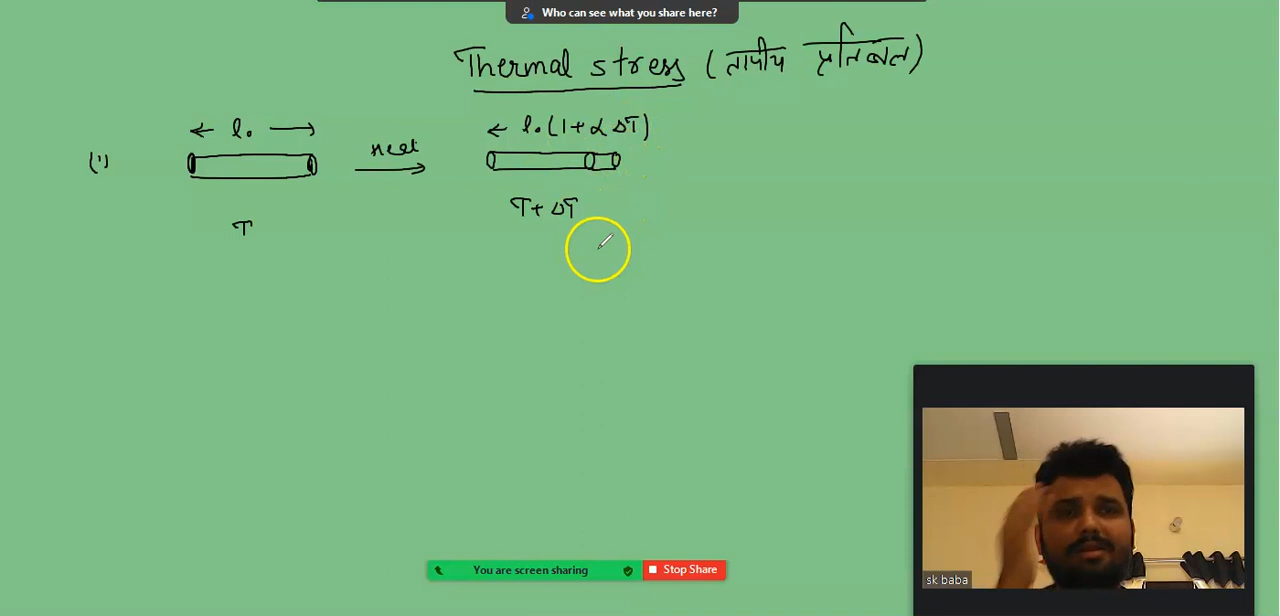 Who can see what you share here?
Thermal stress (तापीय प्रतिबल)
l₀
l₀(1+α ΔT)
(1)
heat
T+ ΔT
T
You are screen sharing
Stop Share
sk baba